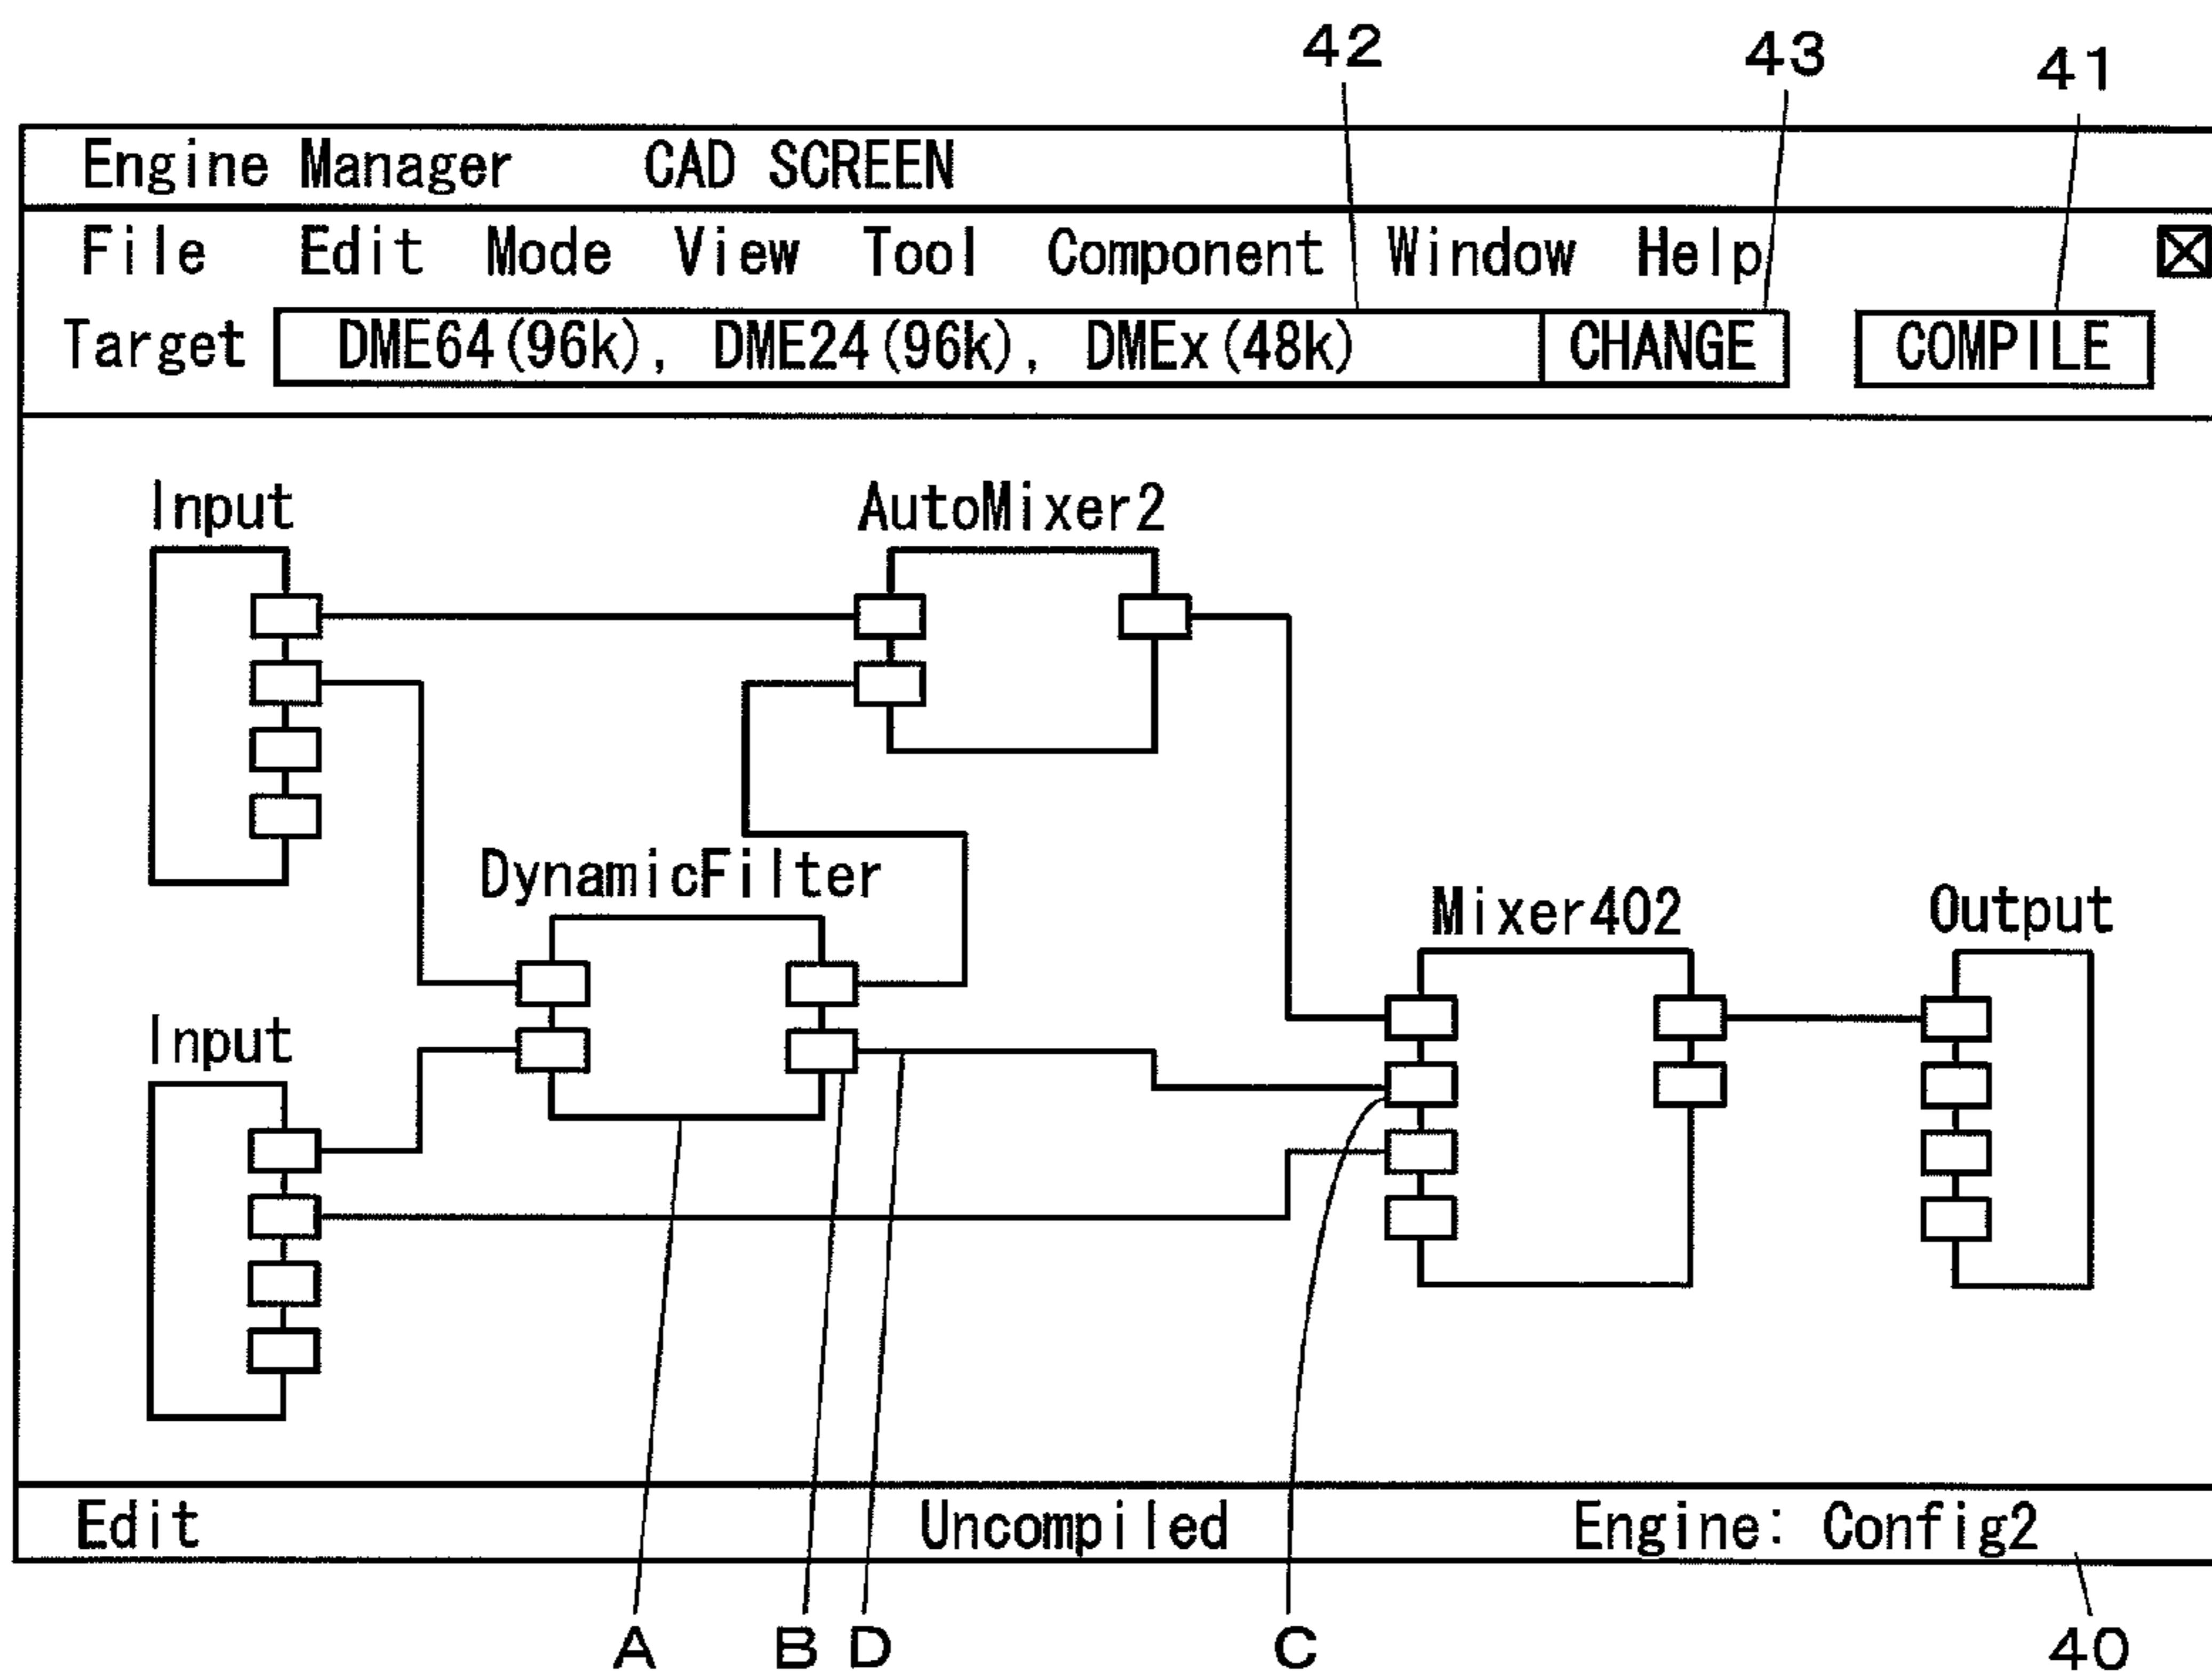 42 43 41
Engine Manager CAD SCREEN
File Edit Mode View Tool Component Window Help
Target DME64(96k), DME24(96k), DMEx(48k) CHANGE COMPILE
Input AutoMixer2
DynamicFilter
Mixer402 Output
Input
Edit Uncompiled Engine: Config2
A B D C 40